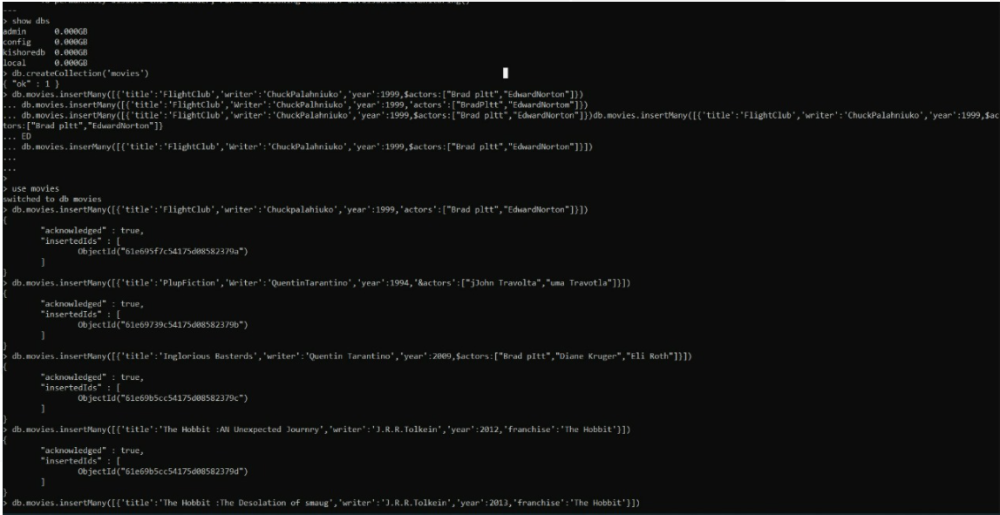 ---
> show dbs
admin 0.000GB
config 0.000GB
kishoredb 0.000GB
local 0.000GB
> db.createCollection('movies')
{ "ok" : 1 }
> db.movies.insertMany([{'title':'FlightClub','writer':'ChuckPalahniuko','year':1999,$actors:["Brad pltt","EdwardNorton"]})
... db.movies.insertMany([{'title':'FlightClub','Writer':'ChuckPalhniuko','year':1999,'actors':["BradPltt","EdwardNortom"]})
... db.movies.insertMany([{'title':'FlightClub','Writer':'ChuckPalahniuko','year':1999,$actors:["Brad pltt","EdwardNorton"]})db.movies.insertMany([{'title':'FlightClub','writer':'ChuckPalahniuko','year':1999,$ac
tors:["Brad pltt","EdwardNorton"]}
... ED
... db.movies.inserMany([{'title':'FlightClub','Writer':'ChuckPalahniuko','year':1999,$actors:["Brad pltt","EdwardNorton"]}])
...
...
>
> use movies
switched to db movies
> db.movies.insertMany([{'title':'FlightClub','writer':'Chuckpalahiuko','year':1999,'actors':["Brad pltt","EdwardNorton"]}])
{
"acknowledged" : true,
"insertedIds" : [
ObjectId("61e695f7c54175d08582379a")
]
}
> db.movies.insertMany([{'title':'PlupFiction','Writer':'QuentinTarantino','year':1994,'&actors':["jJohn Travolta","uma Travotla"]}])
{
"acknowledged" : true,
"insertedIds" : [
ObjectId("61e69739c54175d08582379b")
]
}
> db.movies.insertMany([{'title':'Inglorious Basterds','writer':'Quentin Tarantino','year':2009,$actors:["Brad pItt","Diane Kruger","Eli Roth"]}])
{
"acknowledged" : true,
"insertedIds" : [
ObjectId("61e69b5cc54175d08582379c")
]
}
> db.movies.insertMany([{'title':'The Hobbit :AN Unexpected Journry','writer':'J.R.R.Tolkein','year':2012,'franchise':'The Hobbit'}])
{
"acknowledged" : true,
"insertedIds" : [
ObjectId("61e69b5cc54175d08582379d")
]
}
> db.movies.insertMany([{'title':'The Hobbit :The Desolation of smaug','writer':'J.R.R.Tolkein','year':2013,'franchise':'The Hobbit'}])